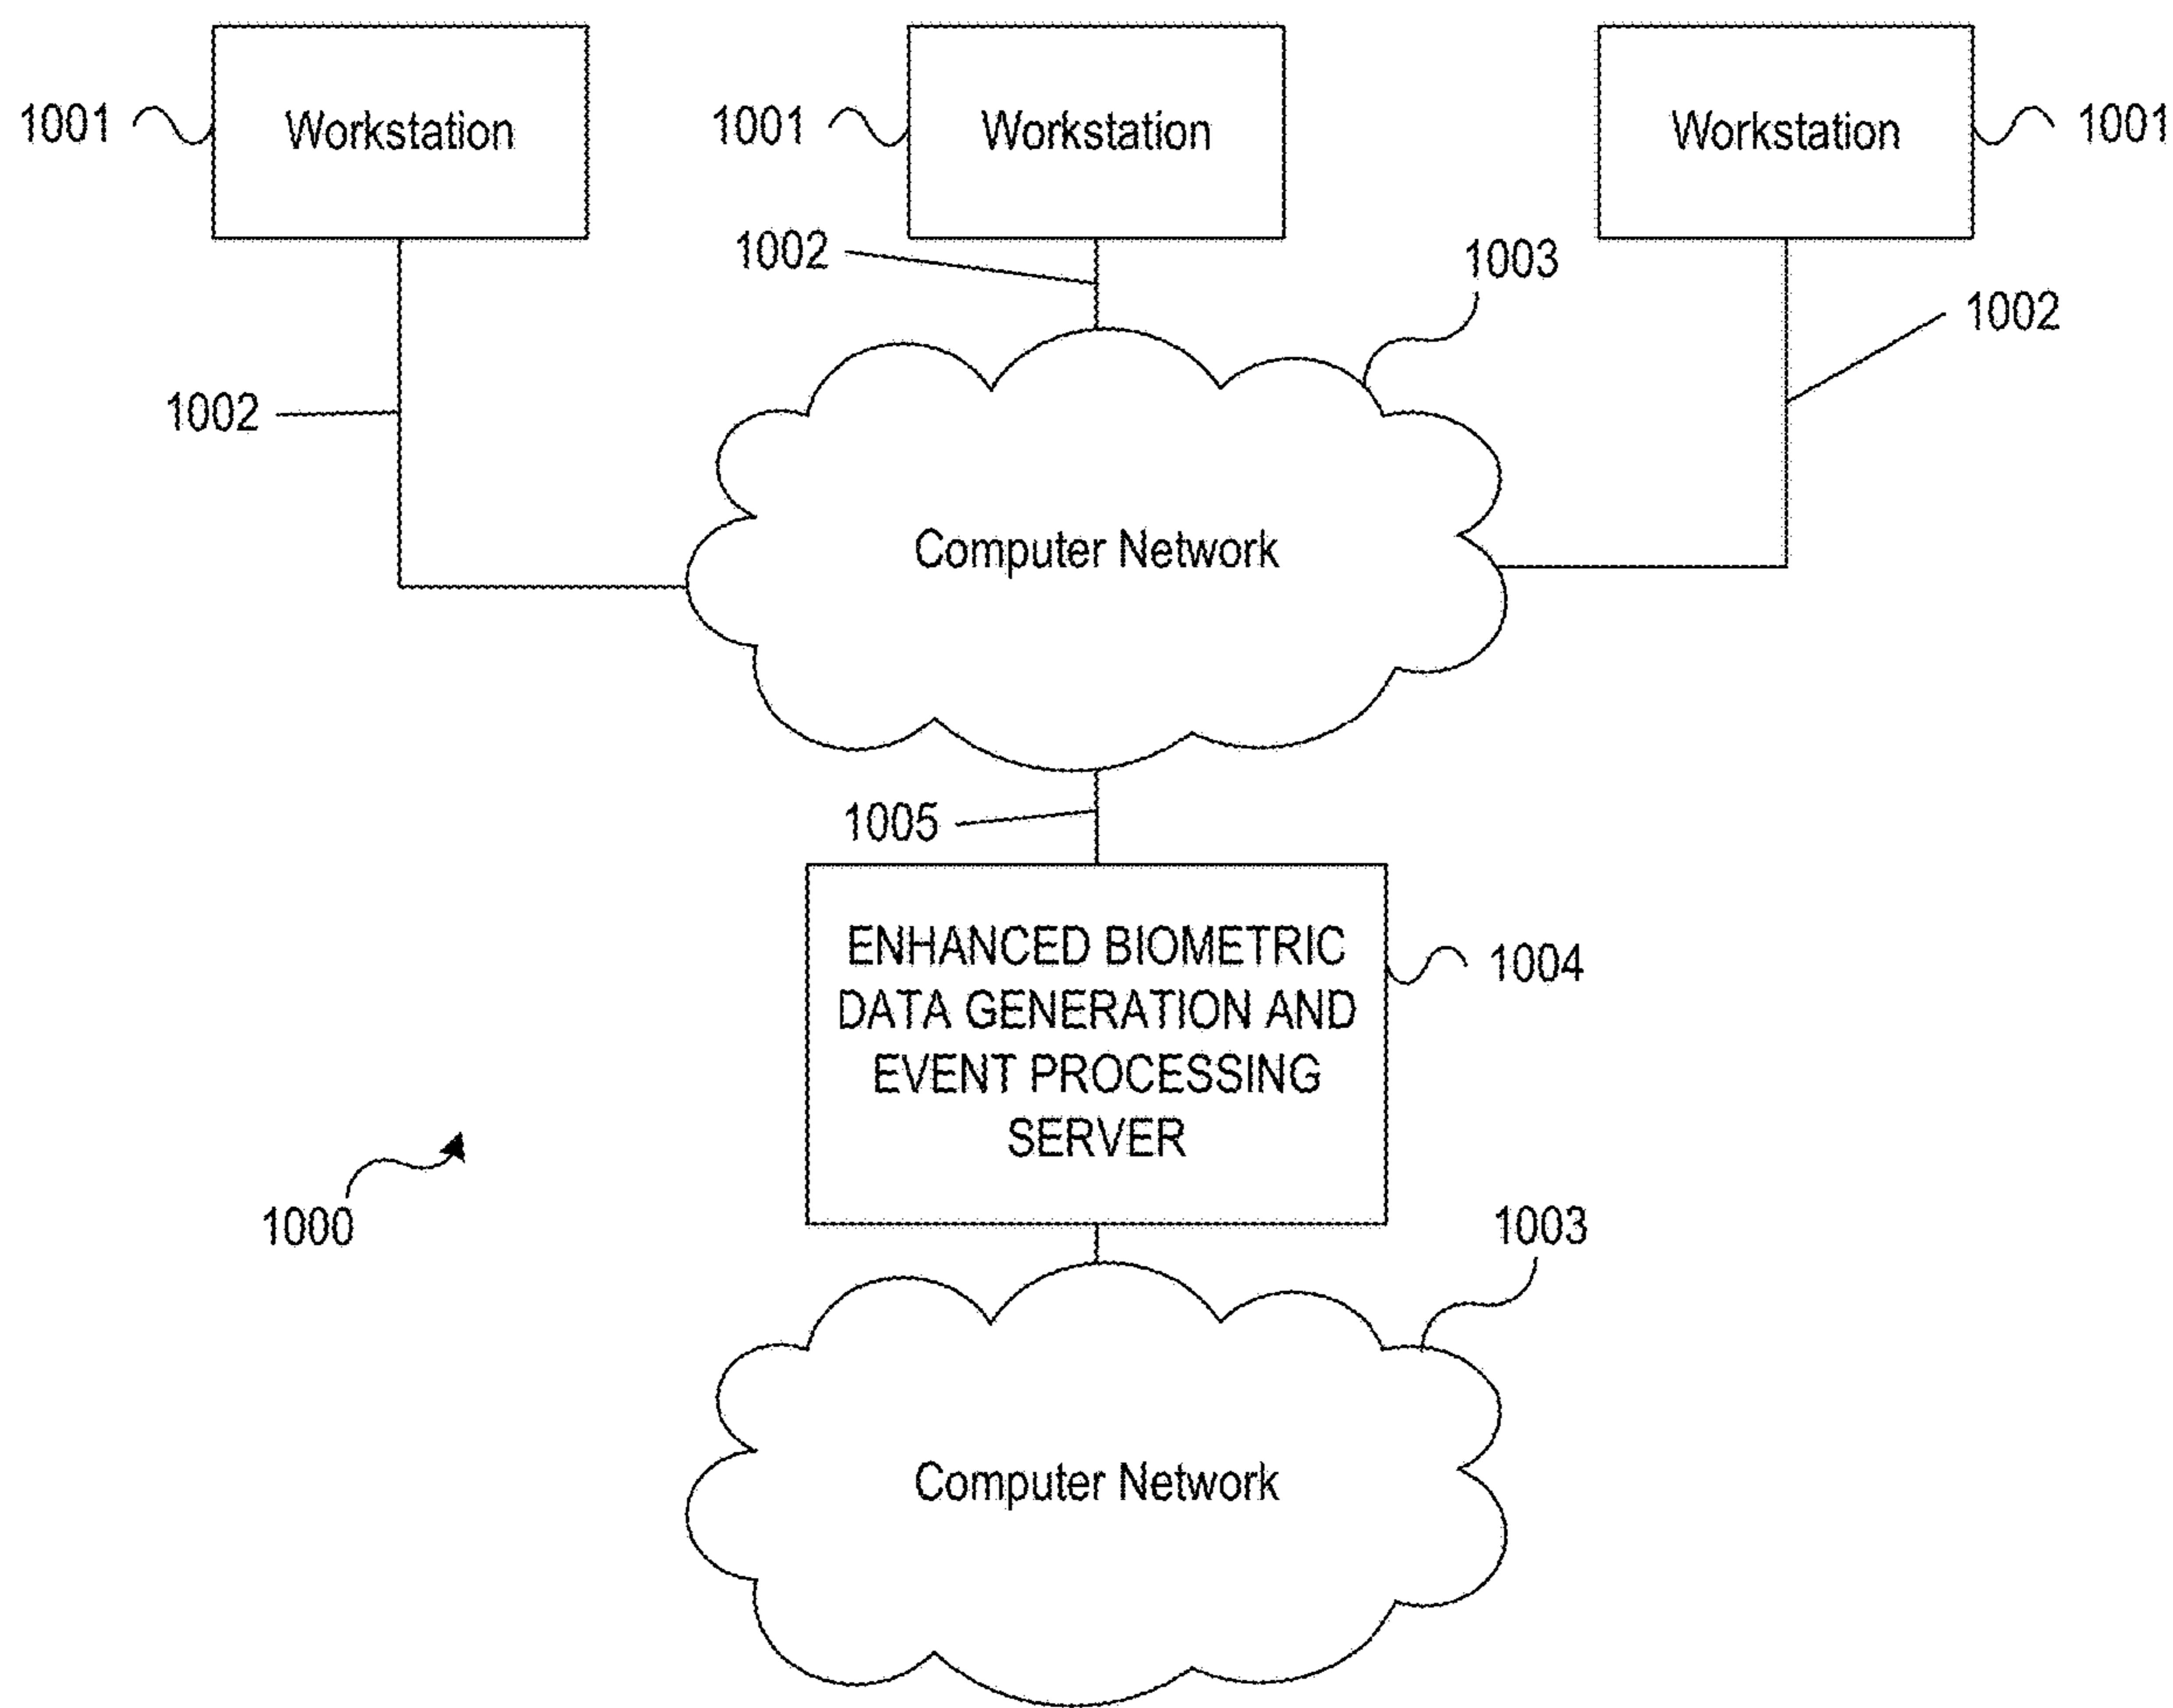 1001
Workstation
1001
Workstation
Workstation
1001
1002
1003
1002
1002
Computer Network
1005
ENHANCED BIOMETRIC
DATA GENERATION AND
EVENT PROCESSING
SERVER
1004
1000
1003
Computer Network